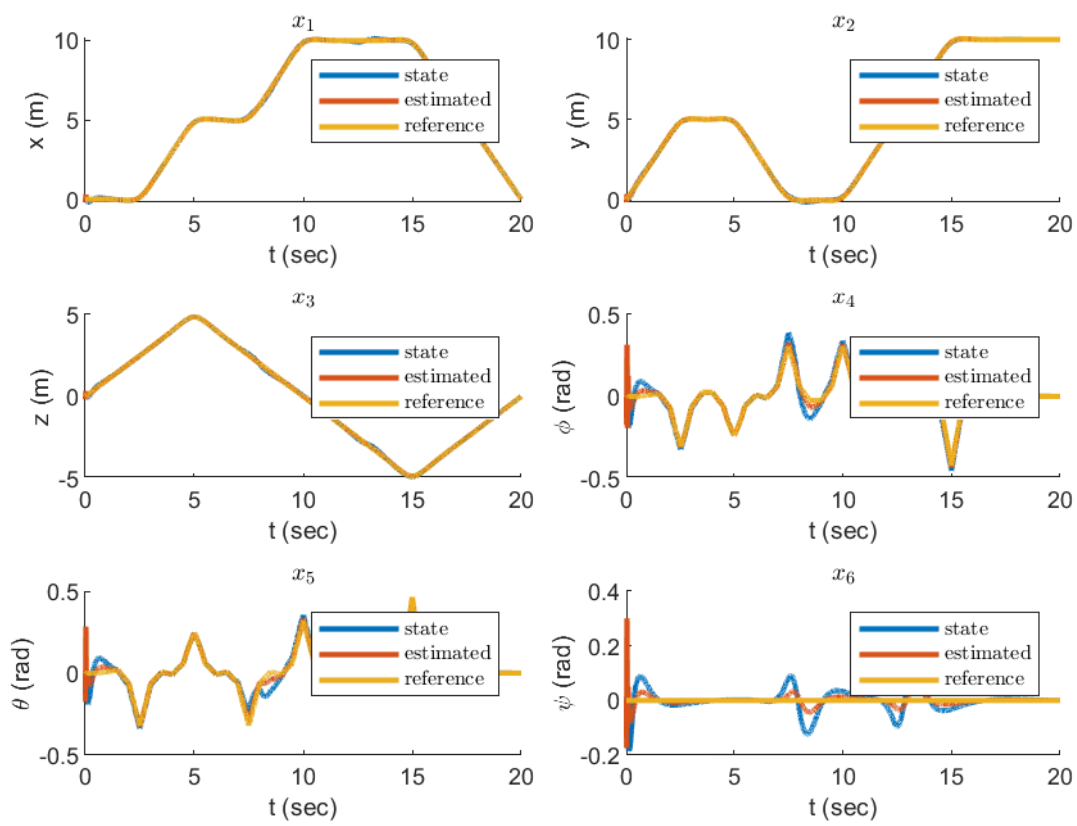 x1
x2
10
5
0
x (m)
state
estimated
reference
0 5 10 15 20
t (sec)
10
5
0
y (m)
state
estimated
reference
0 5 10 15 20
t (sec)
x3
x4
5
0
-5
z (m)
state
estimated
reference
0 5 10 15 20
t (sec)
0.5
0
-0.5
ϕ (rad)
state
estimated
reference
0 5 10 15 20
t (sec)
x5
x6
0.5
0
-0.5
θ (rad)
state
estimated
reference
0 5 10 15 20
t (sec)
0.4
0.2
0
-0.2
ψ (rad)
state
estimated
reference
0 5 10 15 20
t (sec)